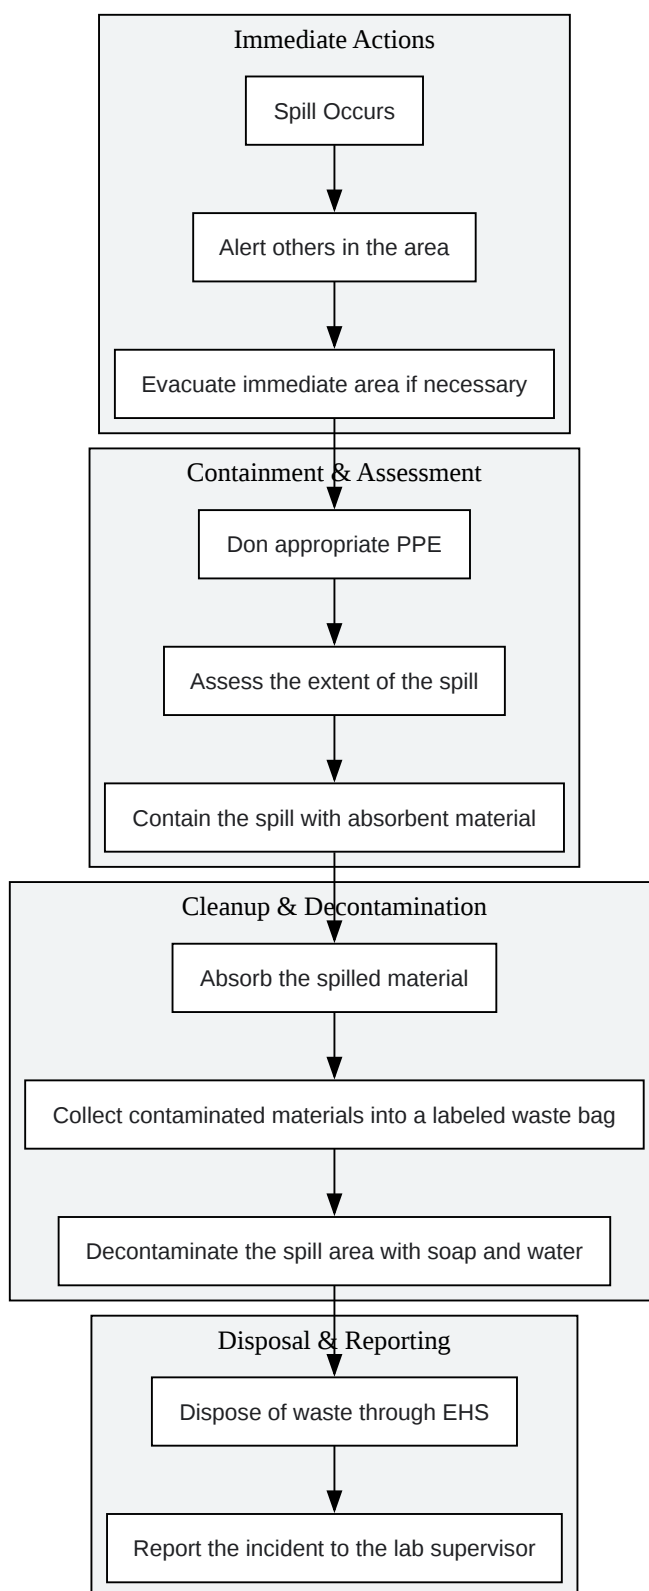 Immediate Actions
Spill Occurs
Alert others in the area
Evacuate immediate area if necessary
Containment & Assessment
Don appropriate PPE
Assess the extent of the spill
Contain the spill with absorbent material
Cleanup & Decontamination
Absorb the spilled material
Collect contaminated materials into a labeled waste bag
Decontaminate the spill area with soap and water
Disposal & Reporting
Dispose of waste through EHS
Report the incident to the lab supervisor